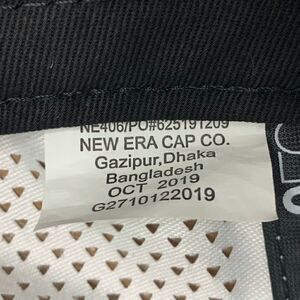 NE406/PO#625191209
NEW ERA CAP CO.
Gazipur,Dhaka
Bangladesh
OCT 2019
G2710122019